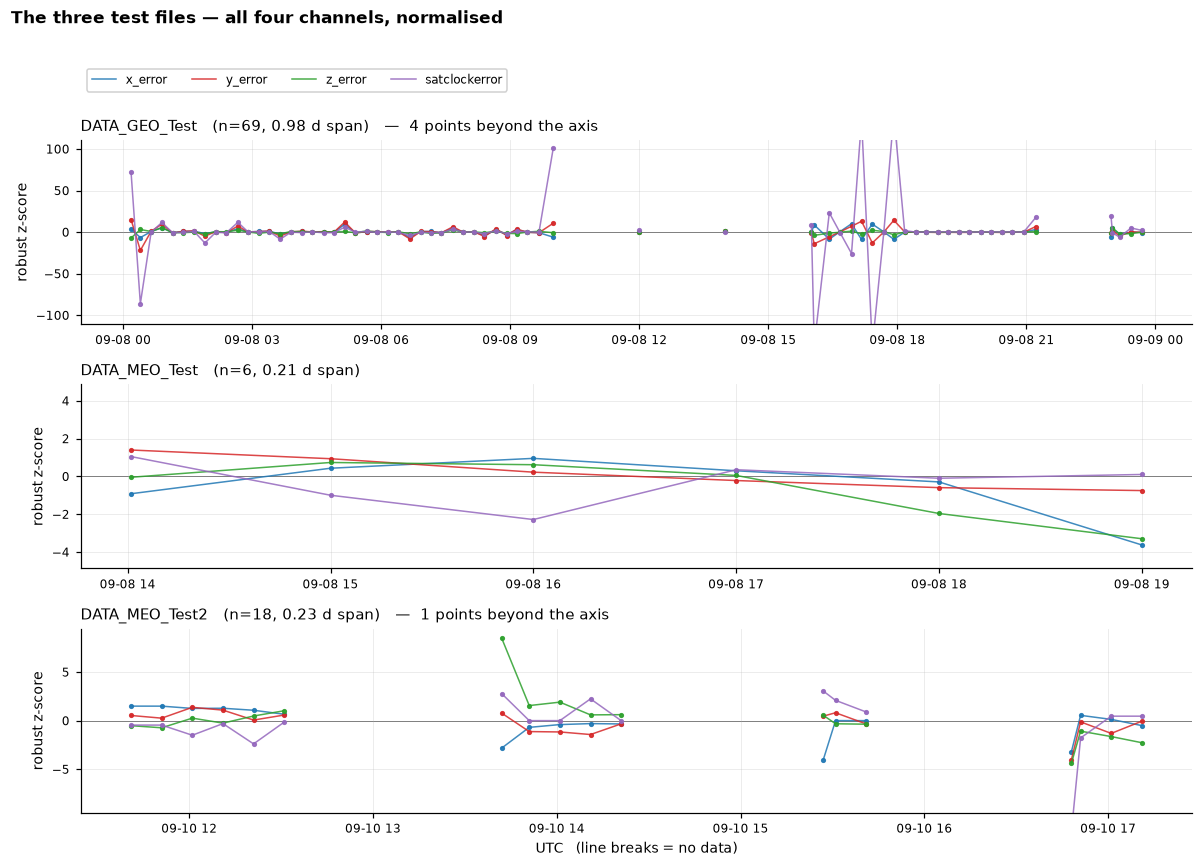 The three test files — all four channels, normalised
x_error y_error z_error satclockerror
DATA_GEO_Test (n=69, 0.98 d span) — 4 points beyond the axis
robust z-score
100
50
0
−50
−100
09-08 00 09-08 03 09-08 06 09-08 09 09-08 12 09-08 15 09-08 18 09-08 21 09-09 00
DATA_MEO_Test (n=6, 0.21 d span)
robust z-score
4
2
0
−2
−4
09-08 14 09-08 15 09-08 16 09-08 17 09-08 18 09-08 19
DATA_MEO_Test2 (n=18, 0.23 d span) — 1 points beyond the axis
robust z-score
5
0
−5
09-10 12 09-10 13 09-10 14 09-10 15 09-10 16 09-10 17
UTC (line breaks = no data)